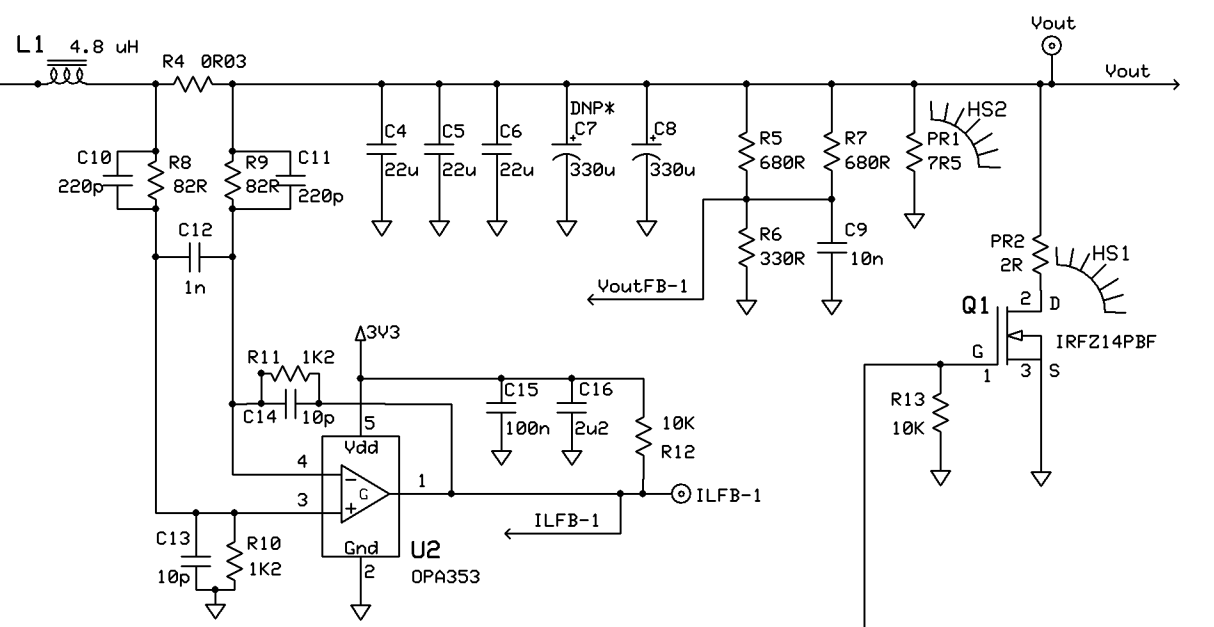 Vout
L1 4.8 uH
R4 0R03
Vout
DNP*
HS2
C4
C5
C6
+C7
+C8
R5
R7
PR1
22u
22u
22u
330u
330u
680R
680R
7R5
C10
R8
R9
C11
220p
82R
82R
220p
C12
1n
R6
C9
330R
10n
PR2
2R
HS1
VoutFB-1
Q1
2 D
3V3
IRFZ14PBF
G
1
3 S
R11 1K2
C14 10p
C15
C16
100n
2u2
10K
R12
R13
10K
5
Vdd
4
-
G
1
3
+
ILFB-1
ILFB-1
C13
R10
10p
1K2
Gnd
2
U2
OPA353